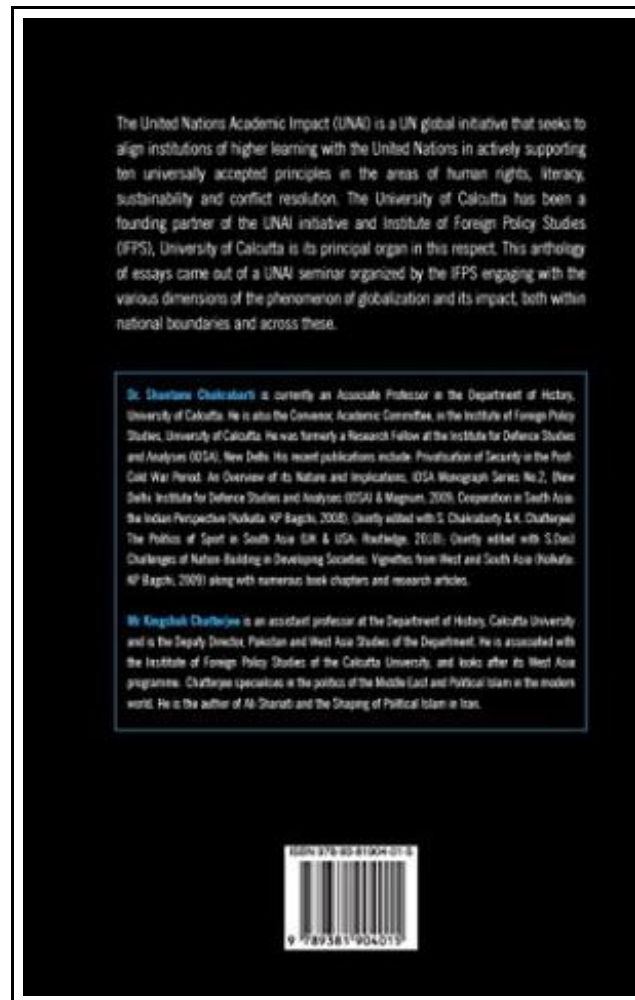 The United Nations Academic Impact (UNAI) is a UN global initiative that seeks to
align institutions of higher learning with the United Nations in actively supporting
ten universally accepted principles in the areas of human rights, literacy,
sustainability and conflict resolution. The University of Calcutta has been a
founding partner of the UNAI initiative and Institute of Foreign Policy Studies
(IFPS), University of Calcutta is its principal organ in this respect. This anthology
of essays came out of a UNAI seminar organized by the IFPS engaging with the
various dimensions of the phenomenon of globalization and its impact, both within
national boundaries and across these.
Dr. Shantanu Chakrabarti is currently an Associate Professor in the Department of History,
University of Calcutta. He is also the Convenor, Academic Committee, in the Institute of Foreign Policy
Studies, University of Calcutta. He was formerly a Research Fellow at the Institute for Defence Studies
and Analyses (IDSA), New Delhi. His recent publications include: Privatisation of Security in the Post-
Cold War Period: An Overview of its Nature and Implications, IDSA Monograph Series No.2, (New
Delhi: Institute for Defence Studies and Analyses (IDSA) & Magnum, 2009, Cooperation in South Asia:
the Indian Perspective (Kolkata: KP Bagchi, 2008), (Jointly edited with S. Chakrabarty & K. Chatterjee)
The Politics of Sport in South Asia (UK & USA: Routledge, 2010); (Jointly edited with S.Das)
Challenges of Nation-Building in Developing Societies: Vignettes from West and South Asia (Kolkata:
KP Bagchi, 2009) along with numerous book chapters and research articles.
Mr Kingshuk Chatterjee is an assistant professor at the Department of History, Calcutta University
and is the Deputy Director, Pakistan and West Asia Studies of the Department. He is associated with
the Institute of Foreign Policy Studies of the Calcutta University, and looks after its West Asia
programme. Chatterjee specialises in the politics of the Middle East and Political Islam in the modern
world. He is the author of Ali Shariati and the Shaping of Political Islam in Iran.
ISBN 978-93-81904-01-5
9 789381 904015